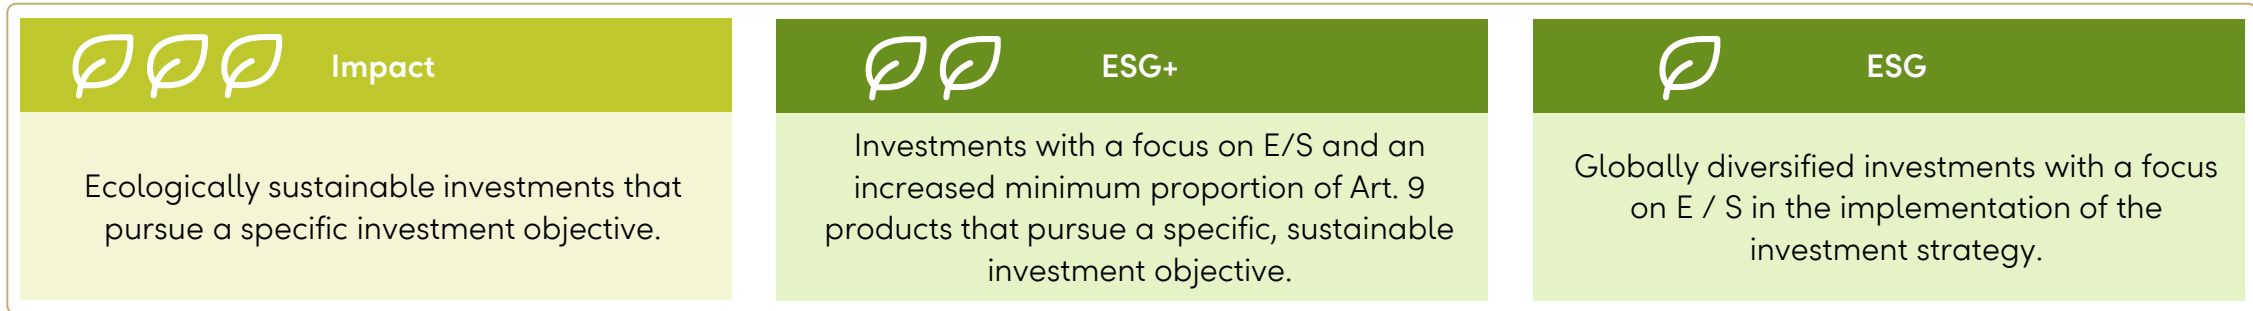 Impact
Ecologically sustainable investments that
pursue a specific investment objective.
ESG+
Investments with a focus on E/S and an
increased minimum proportion of Art. 9
products that pursue a specific, sustainable
investment objective.
ESG
Globally diversified investments with a focus
on E / S in the implementation of the
investment strategy.